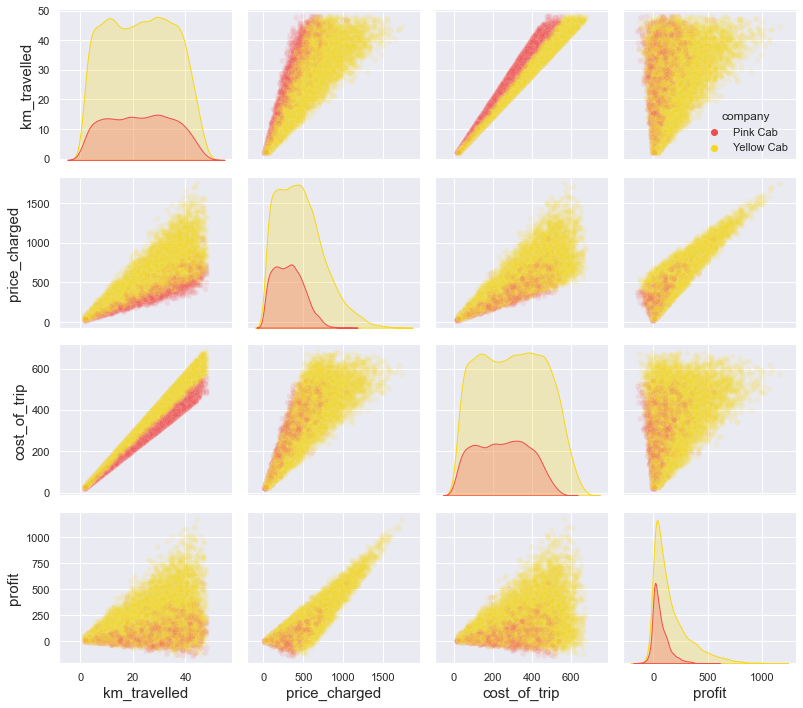 50
40
30
20
10
0
km_travelled
company
Pink Cab
Yellow Cab
1500
1000
500
0
price_charged
600
400
200
0
cost_of_trip
1000
750
500
250
0
profit
0 20 40
0 500 1000 1500
0 200 400 600
0 500 1000
km_travelled price_charged cost_of_trip profit